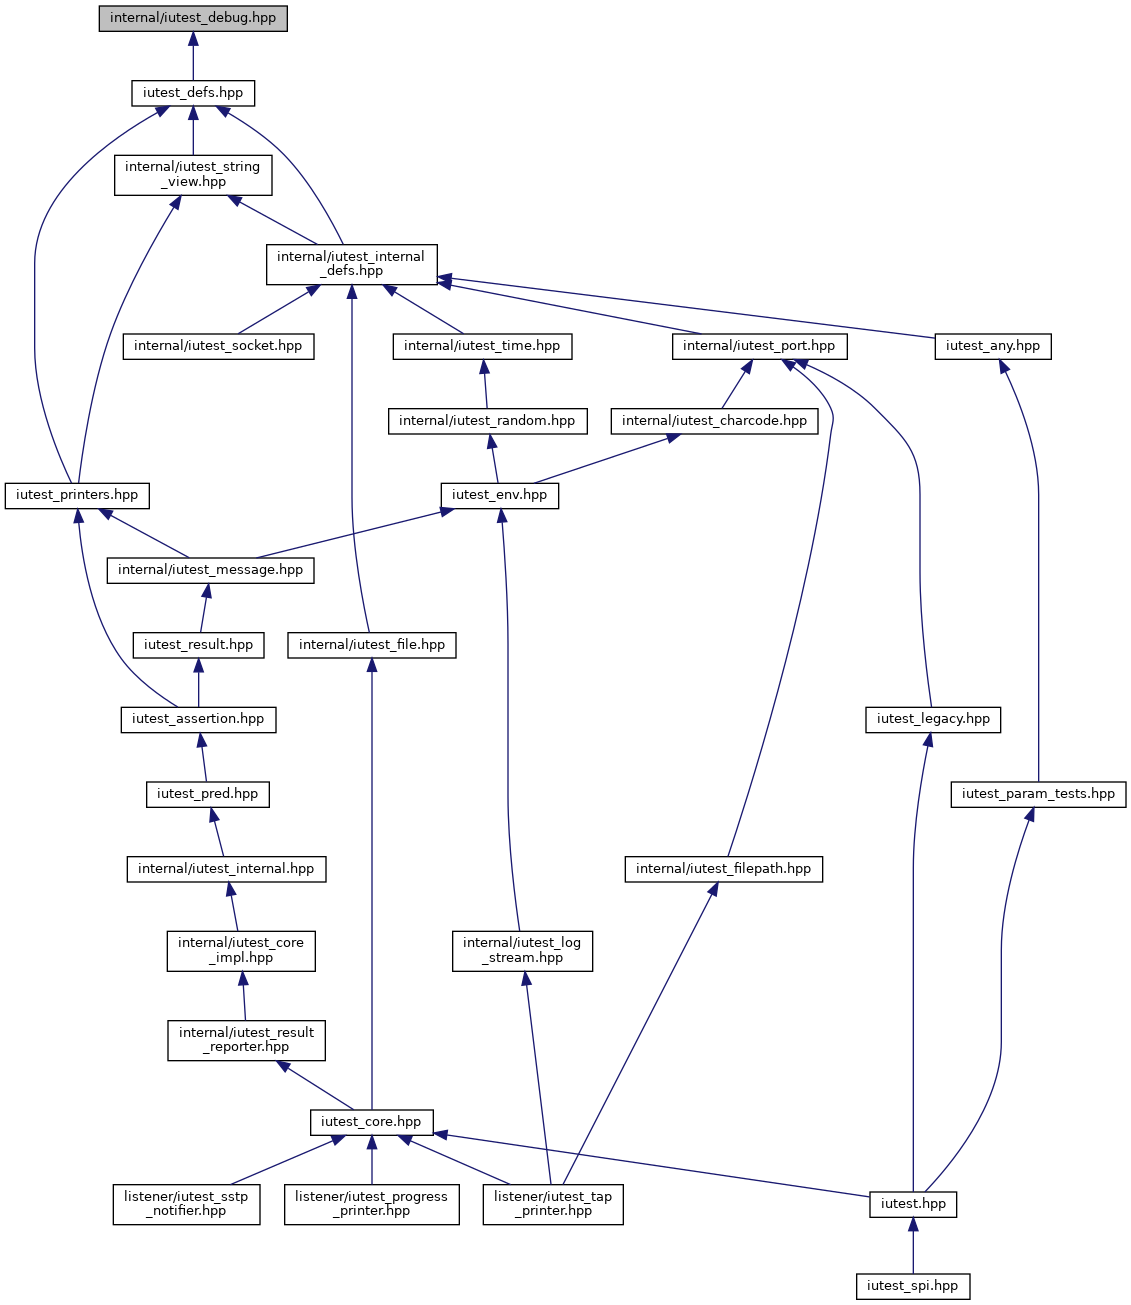 internal/iutest_debug.hpp
iutest_defs.hpp
internal/iutest_string
_view.hpp
internal/iutest_internal
_defs.hpp
internal/iutest_socket.hpp
internal/iutest_time.hpp
internal/iutest_port.hpp
iutest_any.hpp
internal/iutest_random.hpp
internal/iutest_charcode.hpp
iutest_printers.hpp
iutest_env.hpp
internal/iutest_message.hpp
iutest_result.hpp
internal/iutest_file.hpp
iutest_assertion.hpp
iutest_legacy.hpp
iutest_pred.hpp
iutest_param_tests.hpp
internal/iutest_internal.hpp
internal/iutest_filepath.hpp
internal/iutest_core
_impl.hpp
internal/iutest_log
_stream.hpp
internal/iutest_result
_reporter.hpp
iutest_core.hpp
listener/iutest_sstp
_notifier.hpp
listener/iutest_progress
_printer.hpp
listener/iutest_tap
_printer.hpp
iutest.hpp
iutest_spi.hpp